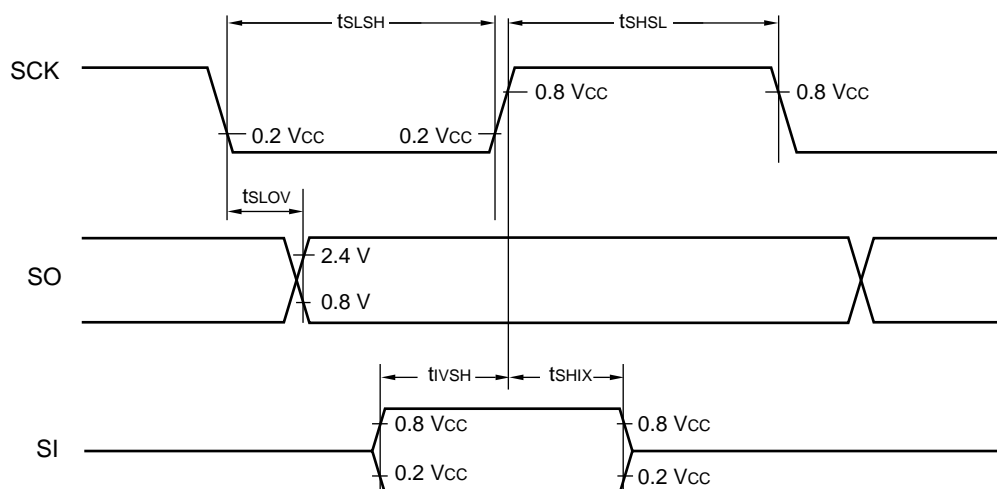 tSLSH tSHSL
SCK
0.8 VCC 0.8 VCC
0.2 VCC 0.2 VCC
tSLOV
2.4 V
SO
0.8 V
tIVSH tSHIX
0.8 VCC 0.8 VCC
SI
0.2 VCC 0.2 VCC